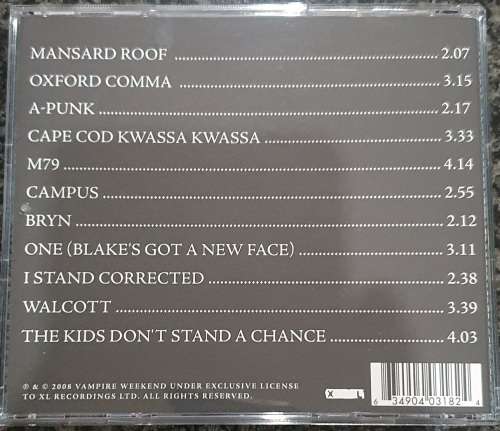 MANSARD ROOF 2.07
OXFORD COMMA 3.15
A-PUNK 2.17
CAPE COD KWASSA KWASSA 3.33
M79 4.14
CAMPUS 2.55
BRYN 2.12
ONE (BLAKE'S GOT A NEW FACE) 3.11
I STAND CORRECTED 2.38
WALCOTT 3.39
THE KIDS DON'T STAND A CHANCE 4.03
℗ & © 2008 VAMPIRE WEEKEND UNDER EXCLUSIVE LICENSE
TO XL RECORDINGS LTD. ALL RIGHTS RESERVED.
X L
6 34904 03182 4